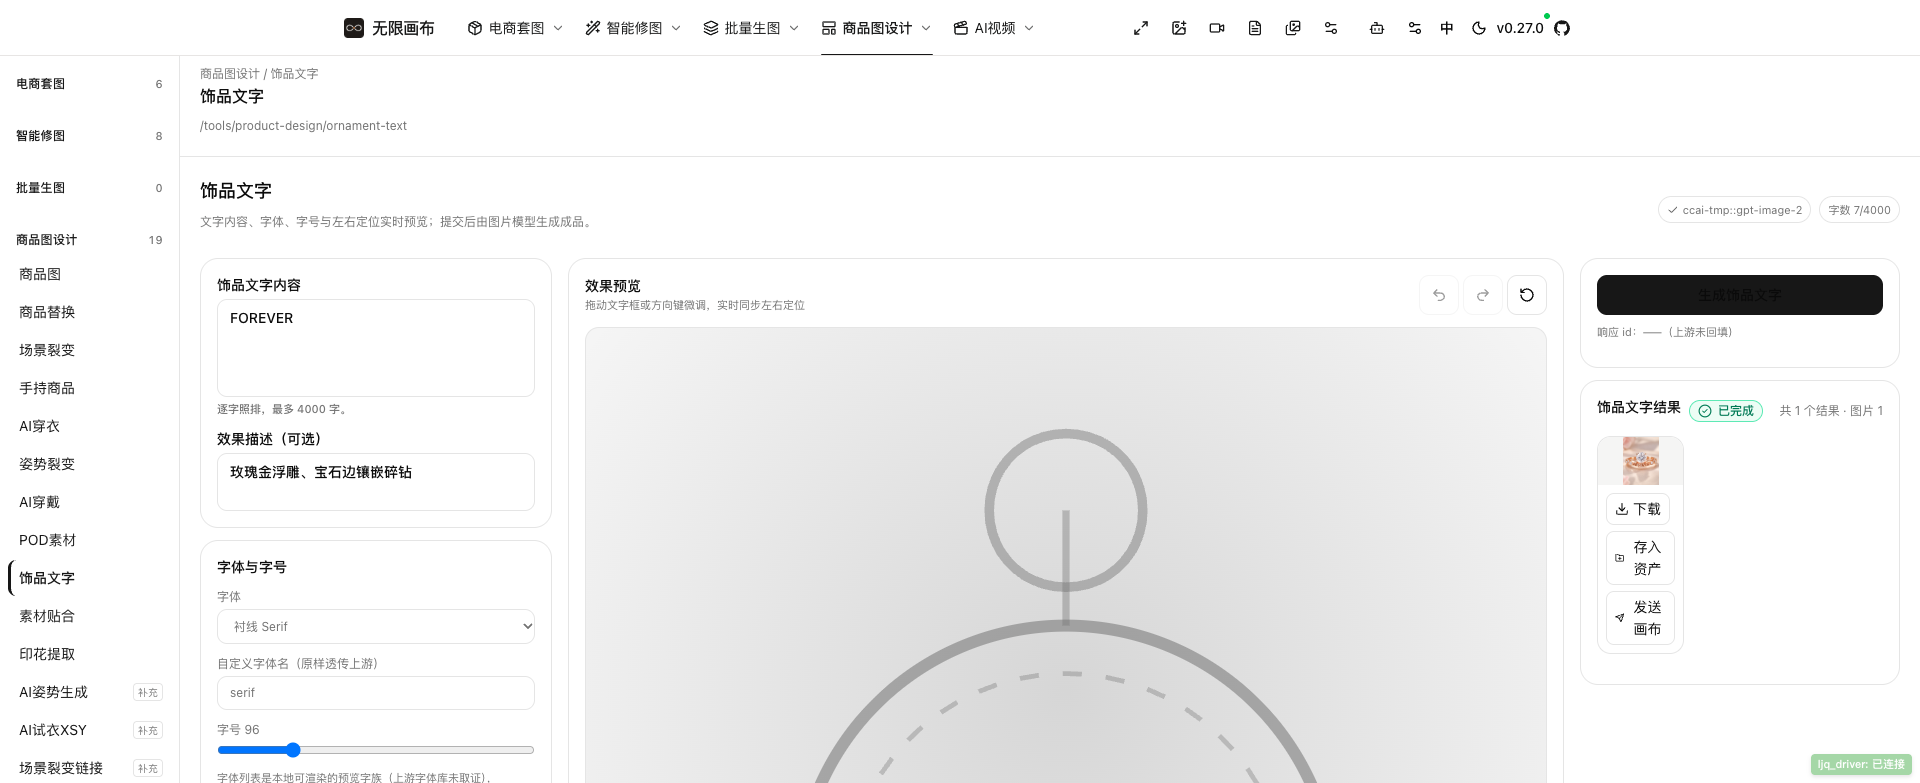 无限画布
电商套图
智能修图
批量生图
商品图设计
AI视频
中
v0.27.0
电商套图 6
智能修图 8
批量生图 0
商品图设计 19
商品图
商品替换
场景裂变
手持商品
AI穿衣
姿势裂变
AI穿戴
POD素材
饰品文字
素材贴合
印花提取
AI姿势生成 补充
AI试衣XSY 补充
场景裂变链接 补充
商品图设计 / 饰品文字
饰品文字
/tools/product-design/ornament-text
饰品文字
文字内容、字体、字号与左右定位实时预览；提交后由图片模型生成成品。
ccai-tmp::gpt-image-2
字数 7/4000
饰品文字内容
FOREVER
逐字照排，最多 4000 字。
效果描述（可选）
玫瑰金浮雕、宝石边镶嵌碎钻
字体与字号
字体
衬线 Serif
自定义字体名（原样透传上游）
serif
字号 96
字体列表是本地可渲染的预览字族（上游字体库未取证），
效果预览
拖动文字框或方向键微调，实时同步左右定位
生成饰品文字
响应 id： —— （上游未回填）
饰品文字结果
已完成
共 1 个结果 · 图片 1
下载
存入
资产
发送
画布
ljq_driver: 已连接